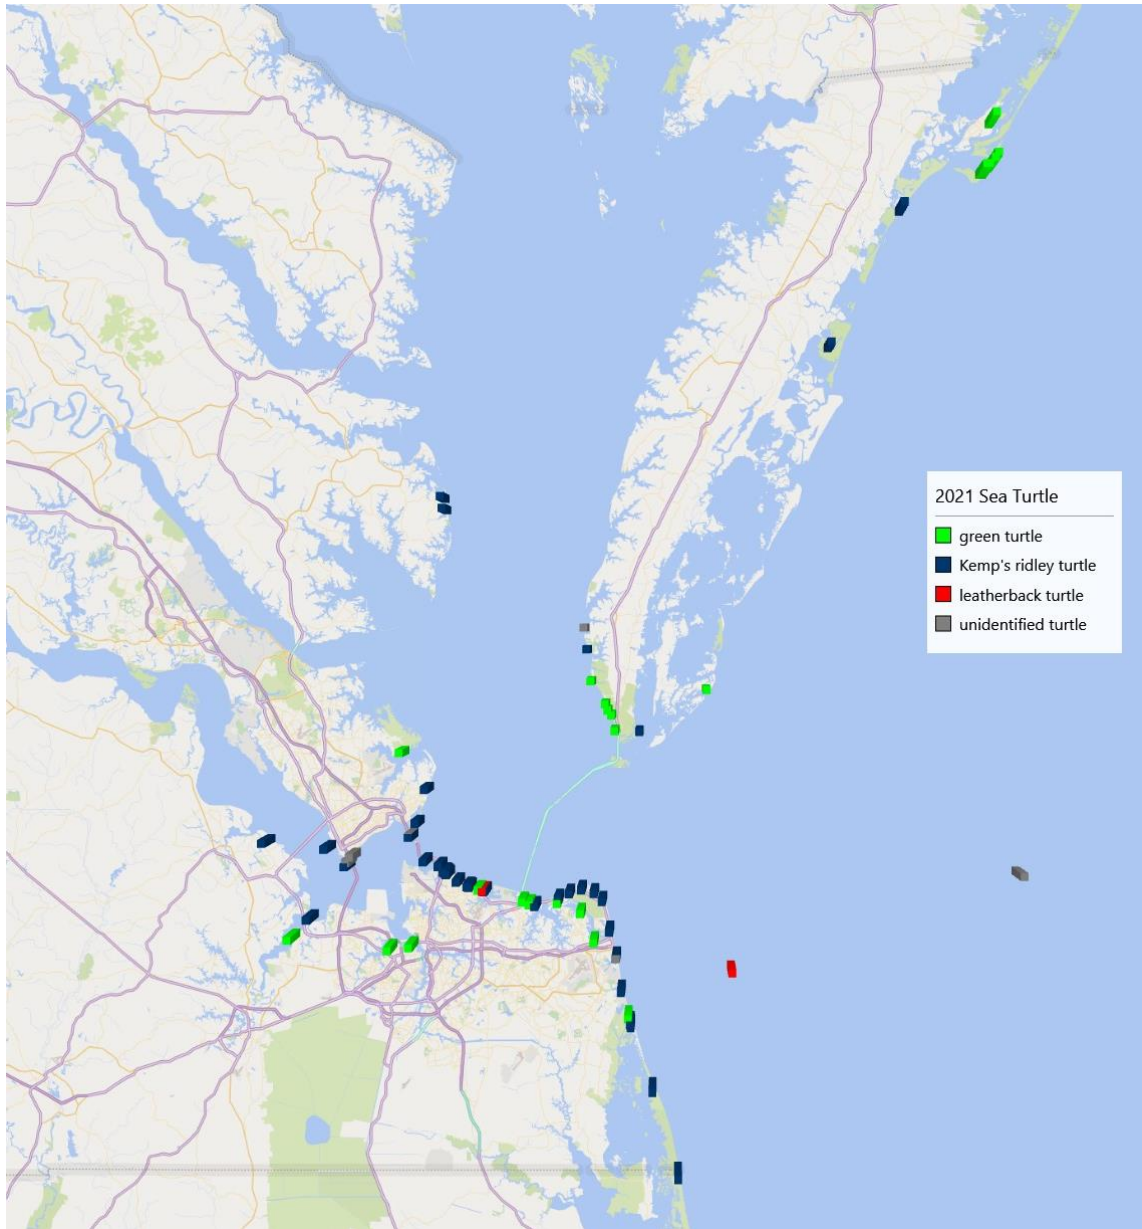 2021 Sea Turtle
green turtle
Kemp's ridley turtle
leatherback turtle
unidentified turtle